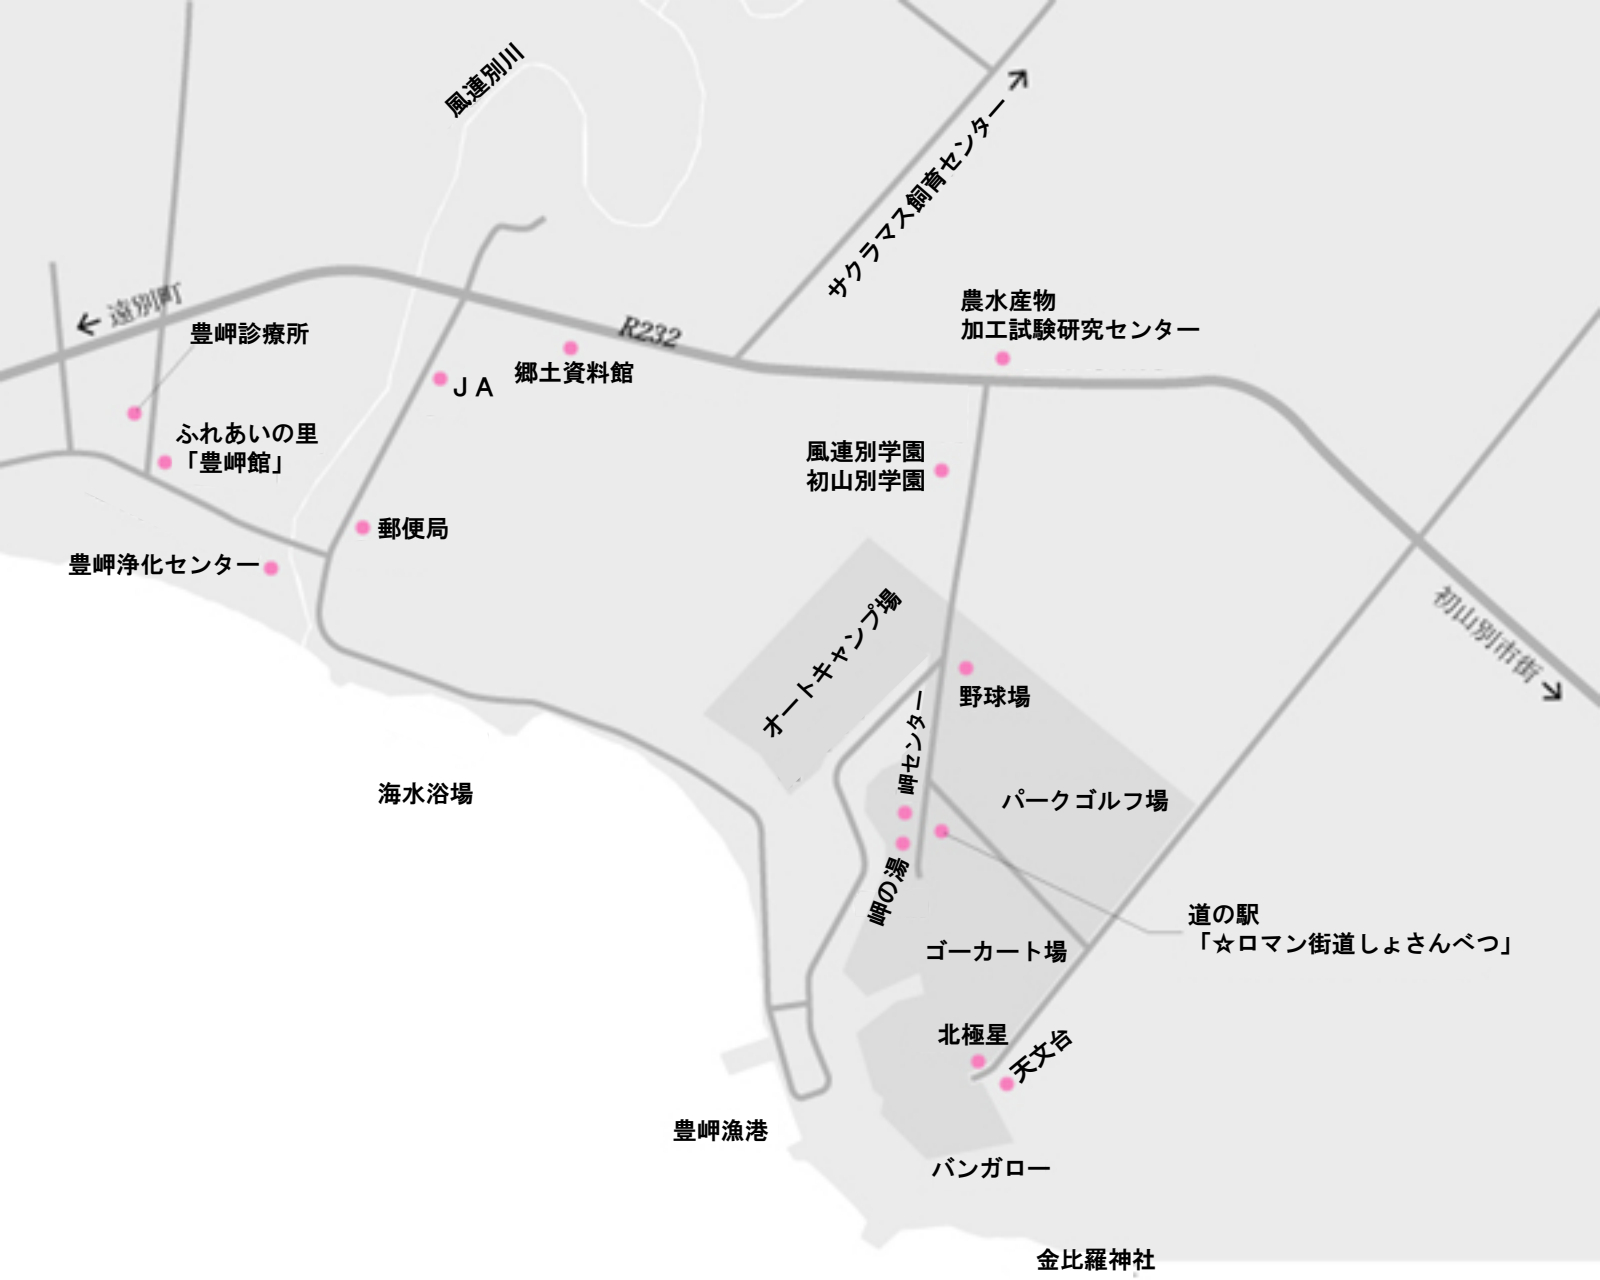 風連別川
サクラマス飼育センター
← 遠別町
豊岬診療所
R232
農水産物
加工試験研究センター
郷土資料館
ＪＡ
ふれあいの里
「豊岬館」
風連別学園
初山別学園
郵便局
豊岬浄化センター
オートキャンプ場
初山別市街
野球場
岬センター
海水浴場
パークゴルフ場
岬の湯
道の駅
「☆ロマン街道しょさんべつ」
ゴーカート場
北極星
天文台
豊岬漁港
バンガロー
金比羅神社